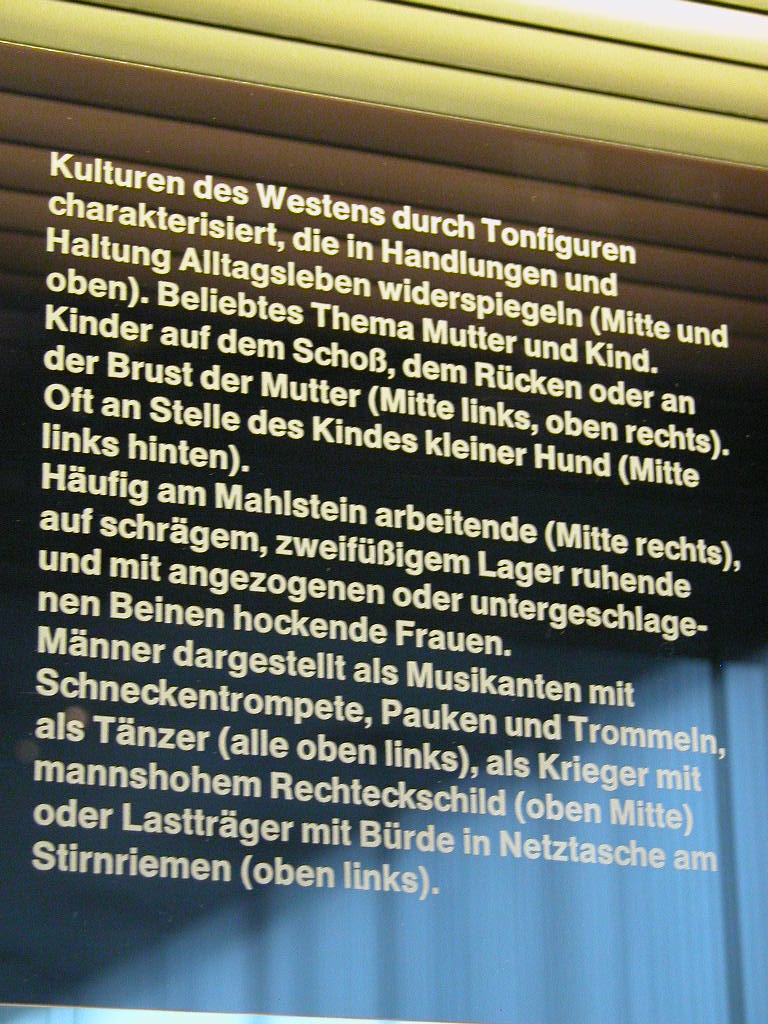 Kulturen des Westens durch Tonfiguren
charakterisiert, die in Handlungen und
Haltung Alltagsleben widerspiegeln (Mitte und
oben). Beliebtes Thema Mutter und Kind.
Kinder auf dem Schoß, dem Rücken oder an
der Brust der Mutter (Mitte links, oben rechts).
Oft an Stelle des Kindes kleiner Hund (Mitte
links hinten).
Häufig am Mahlstein arbeitende (Mitte rechts),
auf schrägem, zweifüßigem Lager ruhende
und mit angezogenen oder untergeschlage-
nen Beinen hockende Frauen.
Männer dargestellt als Musikanten mit
Schneckentrompete, Pauken und Trommeln,
als Tänzer (alle oben links), als Krieger mit
mannshohem Rechteckschild (oben Mitte)
oder Lastträger mit Bürde in Netztasche am
Stirnriemen (oben links).